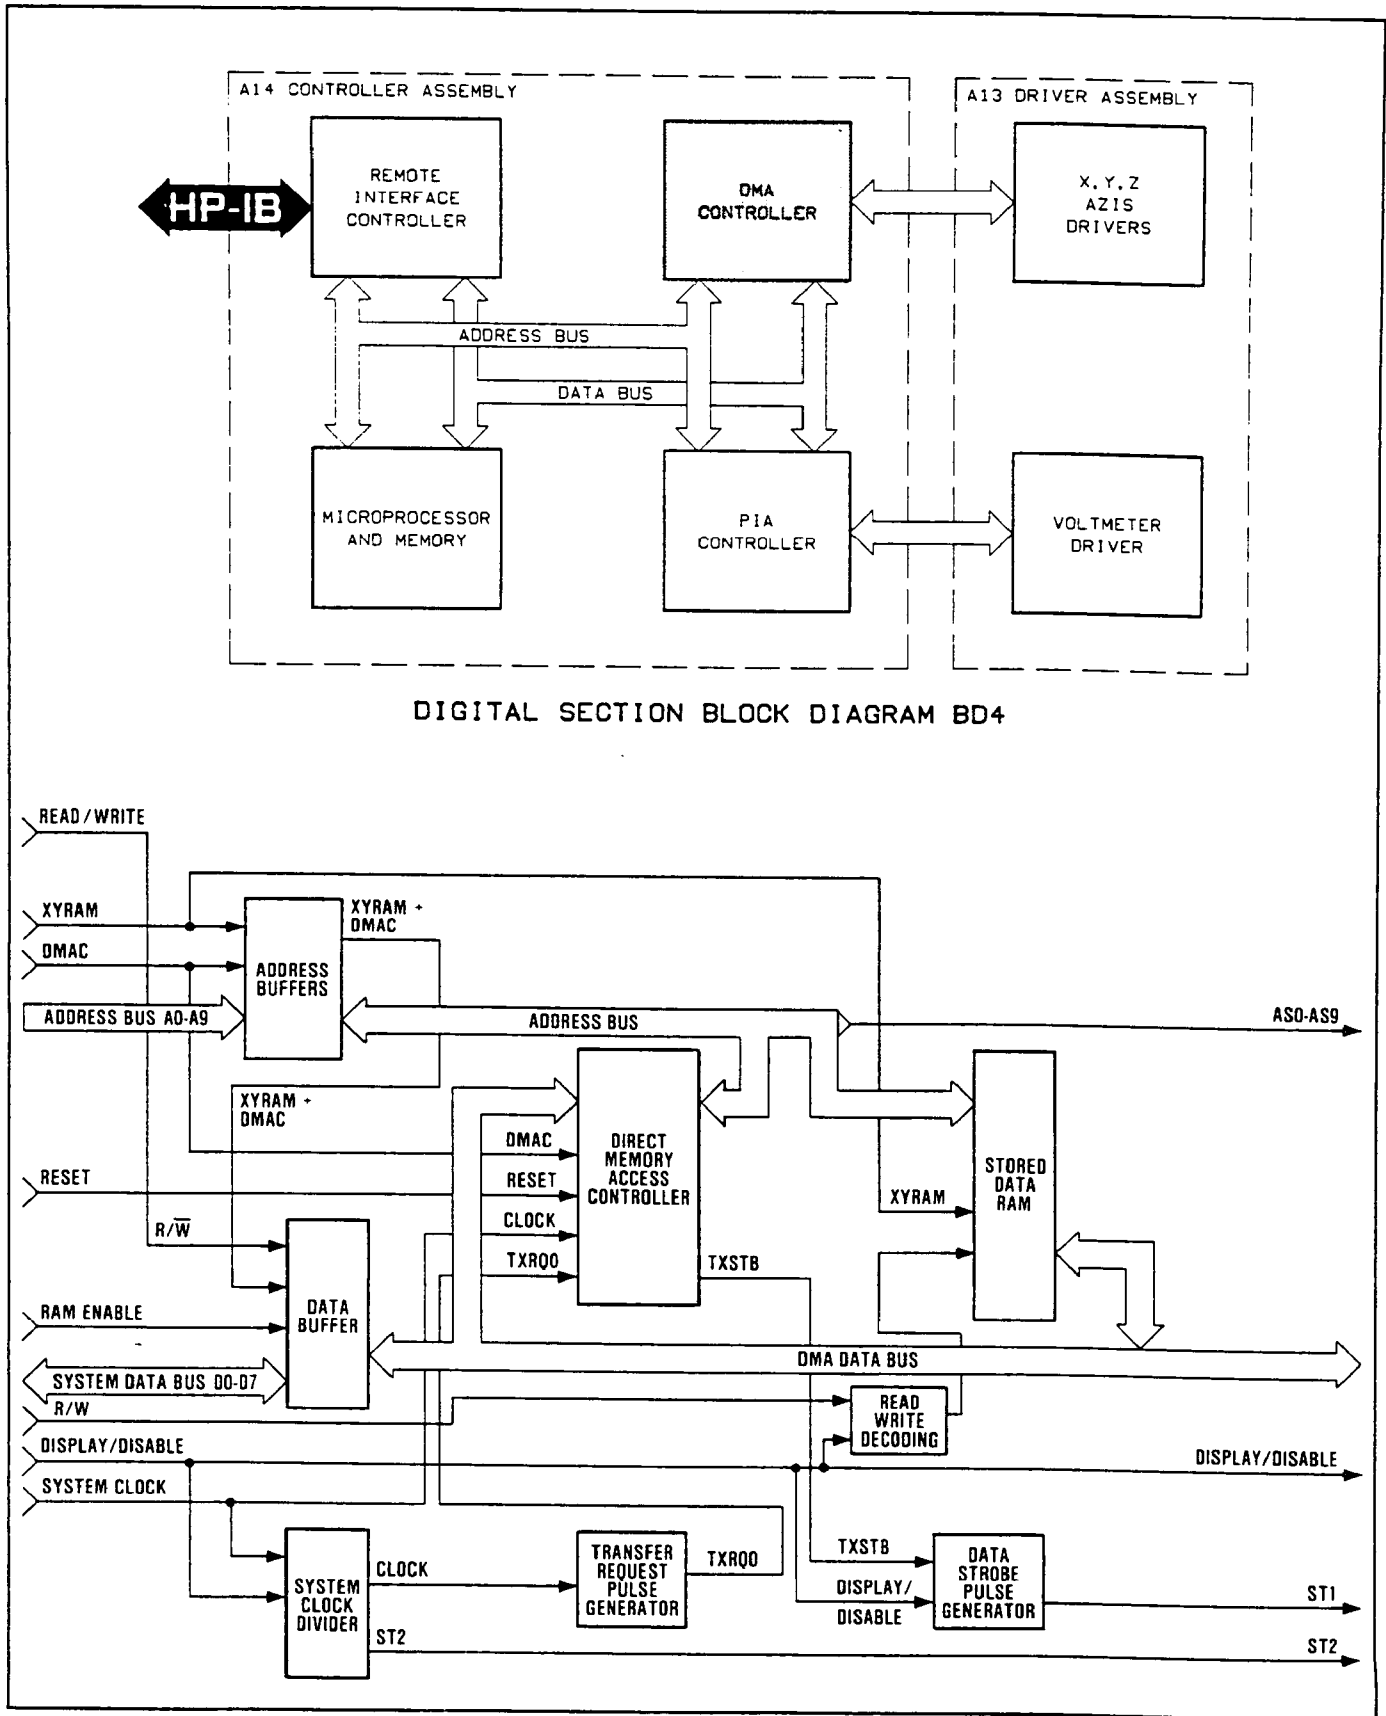 A14 CONTROLLER ASSEMBLY
A13 DRIVER ASSEMBLY
REMOTE
INTERFACE
CONTROLLER
DMA
CONTROLLER
X,Y,Z
AZIS
DRIVERS
HP-IB
ADDRESS BUS
DATA BUS
MICROPROCESSOR
AND MEMORY
PIA
CONTROLLER
VOLTMETER
DRIVER
DIGITAL SECTION BLOCK DIAGRAM BD4
READ/WRITE
XYRAM
XYRAM +
DMAC
DMAC
ADDRESS
BUFFERS
ADDRESS BUS A0-A9
ADDRESS BUS
AS0-AS9
XYRAM +
DMAC
DMAC
DIRECT
MEMORY
ACCESS
CONTROLLER
STORED
DATA
RAM
RESET
RESET
XYRAM
R/W̅
CLOCK
TXRQ0
TXSTB
RAM ENABLE
DATA
BUFFER
DMA DATA BUS
SYSTEM DATA BUS D0-D7
R/W
READ
WRITE
DECODING
DISPLAY/DISABLE
DISPLAY/DISABLE
SYSTEM CLOCK
SYSTEM
CLOCK
DIVIDER
CLOCK
TRANSFER
REQUEST
PULSE
GENERATOR
TXRQ0
TXSTB
DISPLAY/
DISABLE
DATA
STROBE
PULSE
GENERATOR
ST1
ST2
ST2